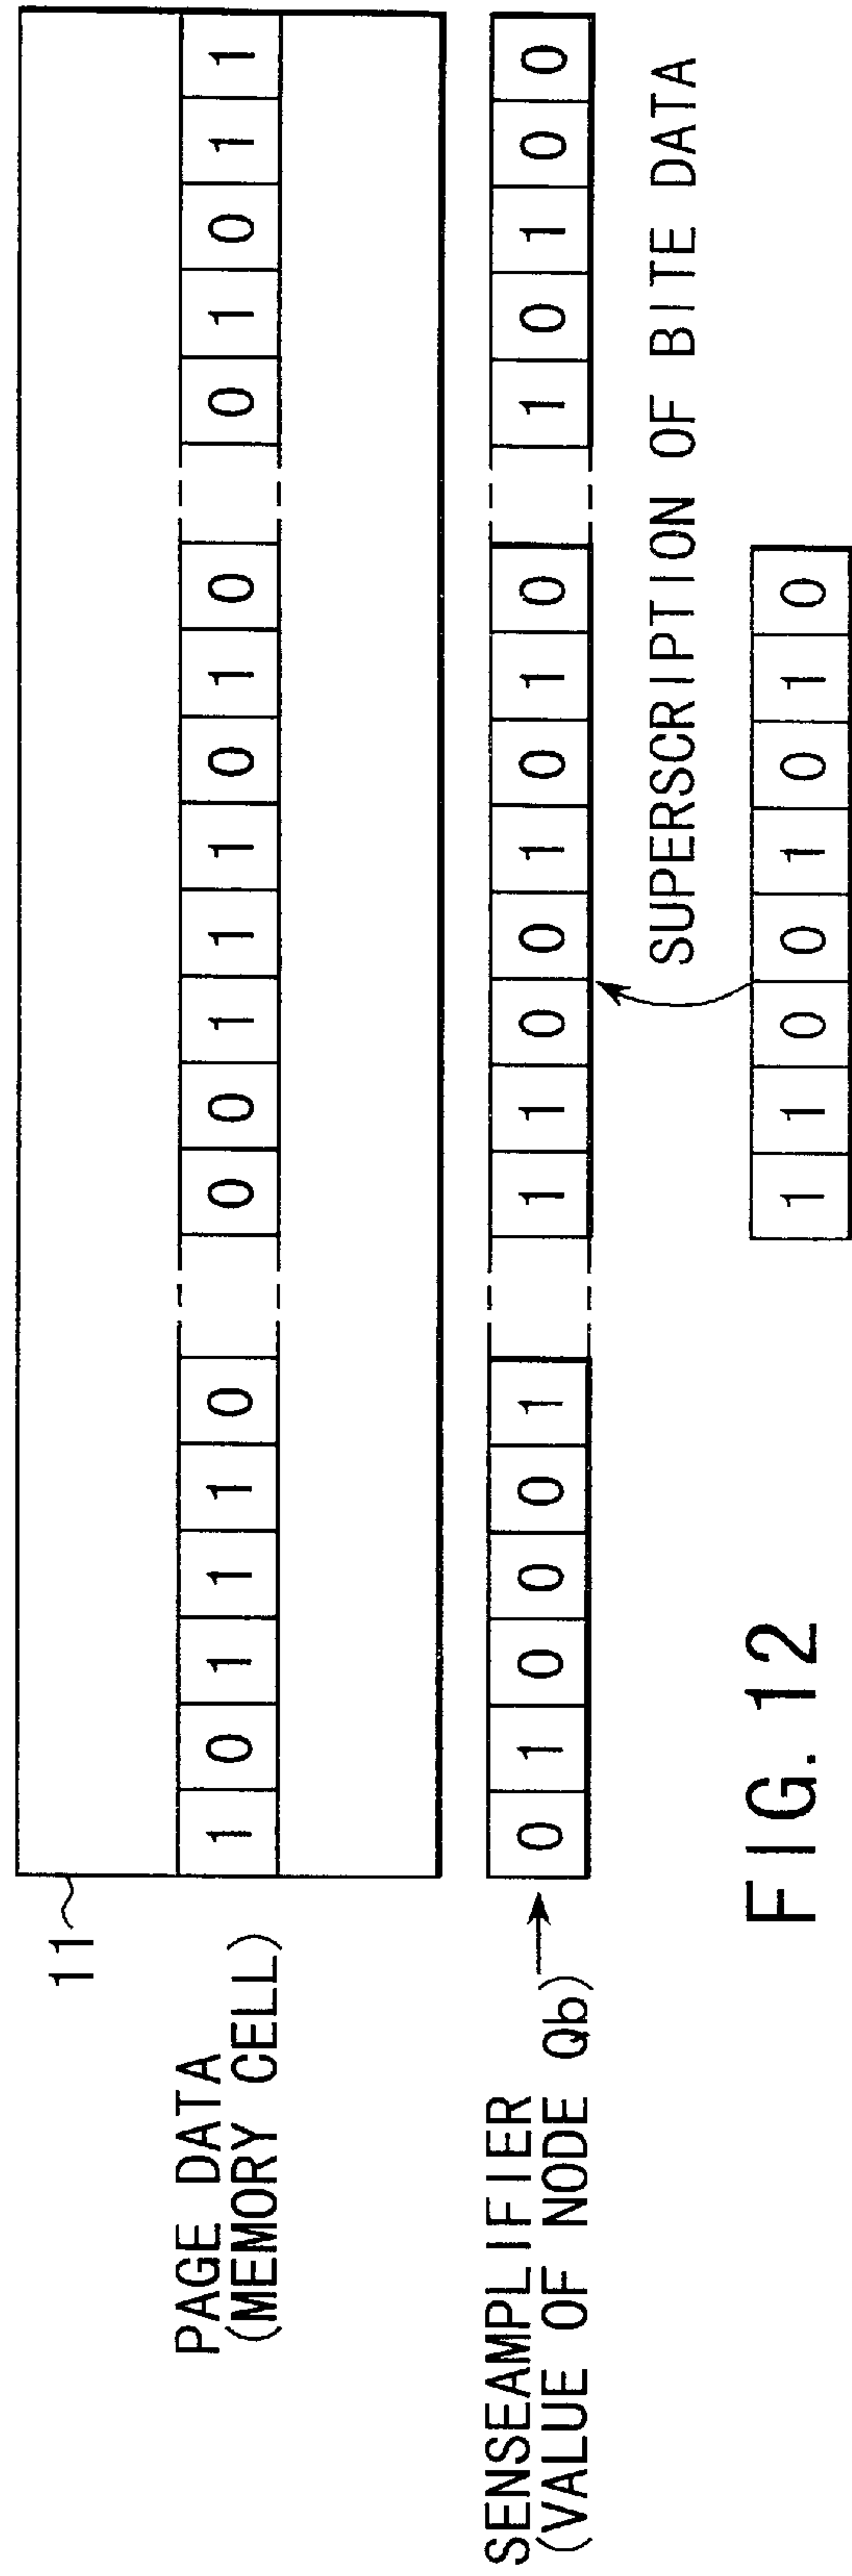 11
PAGE DATA
(MEMORY CELL)
1 0 1 1 1 0 0 0 1 1 1 0 1 0 0 1 0 1 1
SENSEAMPLIFIER
(VALUE OF NODE Qb)
0 1 0 0 0 1 1 1 0 0 1 0 1 0 1 0 1 0 0
SUPERSCRIPTION OF BITE DATA
1 1 0 0 1 0 1 0
FIG. 12